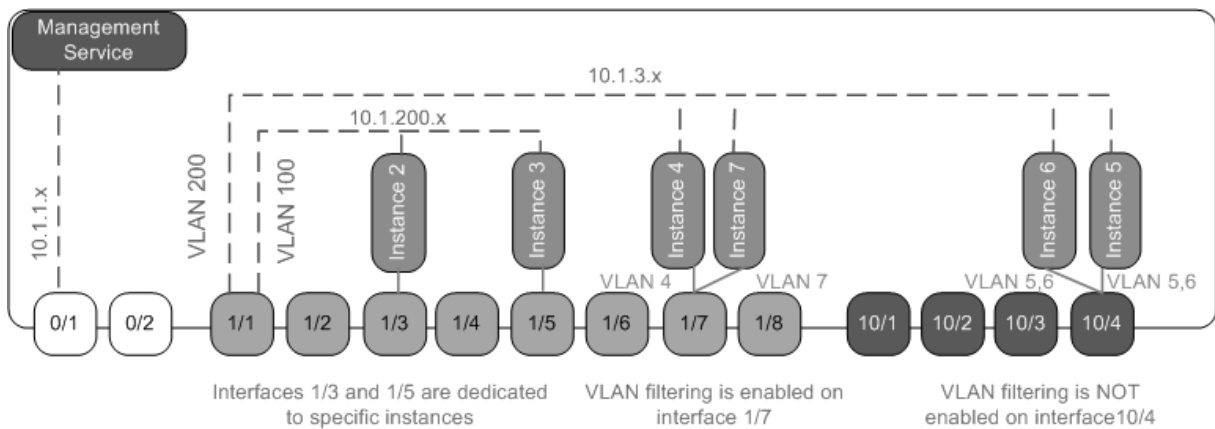 Management
Service
10.1.3.x
10.1.200.x
10.1.1.x
VLAN 200
VLAN 100
Instance 2
Instance 3
Instance 4
Instance 7
Instance 6
Instance 5
VLAN 4
VLAN 7
VLAN 5,6
VLAN 5,6
0/1
0/2
1/1
1/2
1/3
1/4
1/5
1/6
1/7
1/8
10/1
10/2
10/3
10/4
Interfaces 1/3 and 1/5 are dedicated
to specific instances
VLAN filtering is enabled on
interface 1/7
VLAN filtering is NOT
enabled on interface10/4